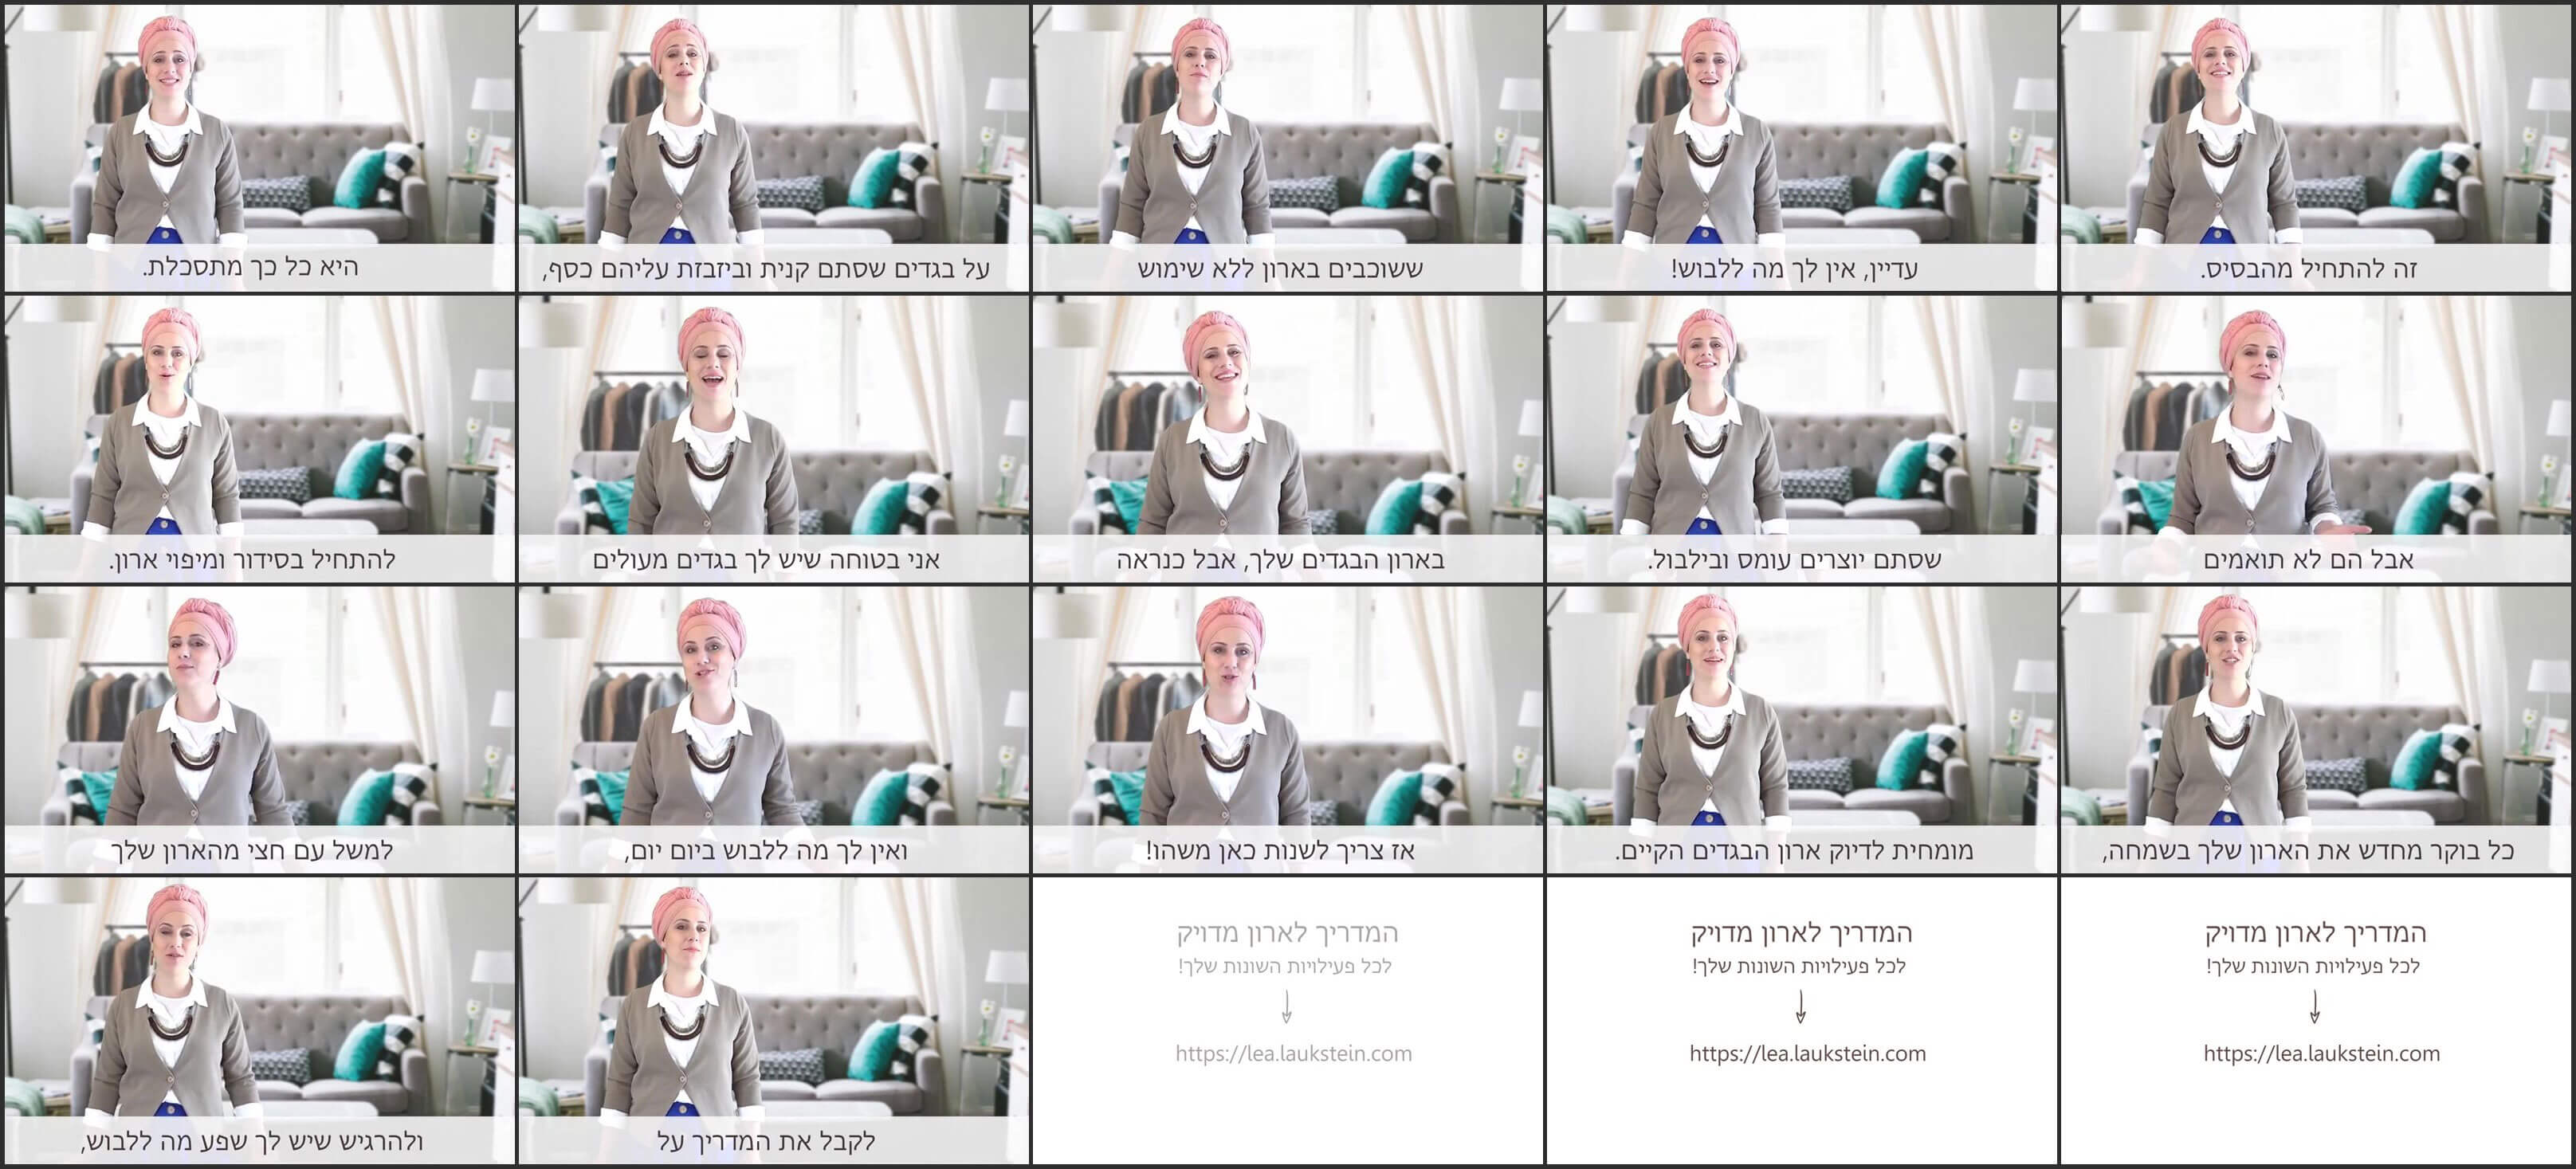 היא כל כך מתסכלת.
על בגדים שסתם קנית וביזבזת עליהם כסף,
ששוכבים בארון ללא שימוש
עדיין, אין לך מה ללבוש!
זה להתחיל מהבסיס.
להתחיל בסידור ומיפוי ארון.
אני בטוחה שיש לך בגדים מעולים
בארון הבגדים שלך, אבל כנראה
שסתם יוצרים עומס ובילבול.
אבל הם לא תואמים
למשל עם חצי מהארון שלך
ואין לך מה ללבוש ביום יום,
אז צריך לשנות כאן משהו!
מומחית לדיוק ארון הבגדים הקיים.
כל בוקר מחדש את הארון שלך בשמחה,
ולהרגיש שיש לך שפע מה ללבוש,
לקבל את המדריך על
המדריך לארון מדויק
לכל פעילויות השונות שלך!
https://lea.laukstein.com
המדריך לארון מדויק
לכל פעילויות השונות שלך!
https://lea.laukstein.com
המדריך לארון מדויק
לכל פעילויות השונות שלך!
https://lea.laukstein.com